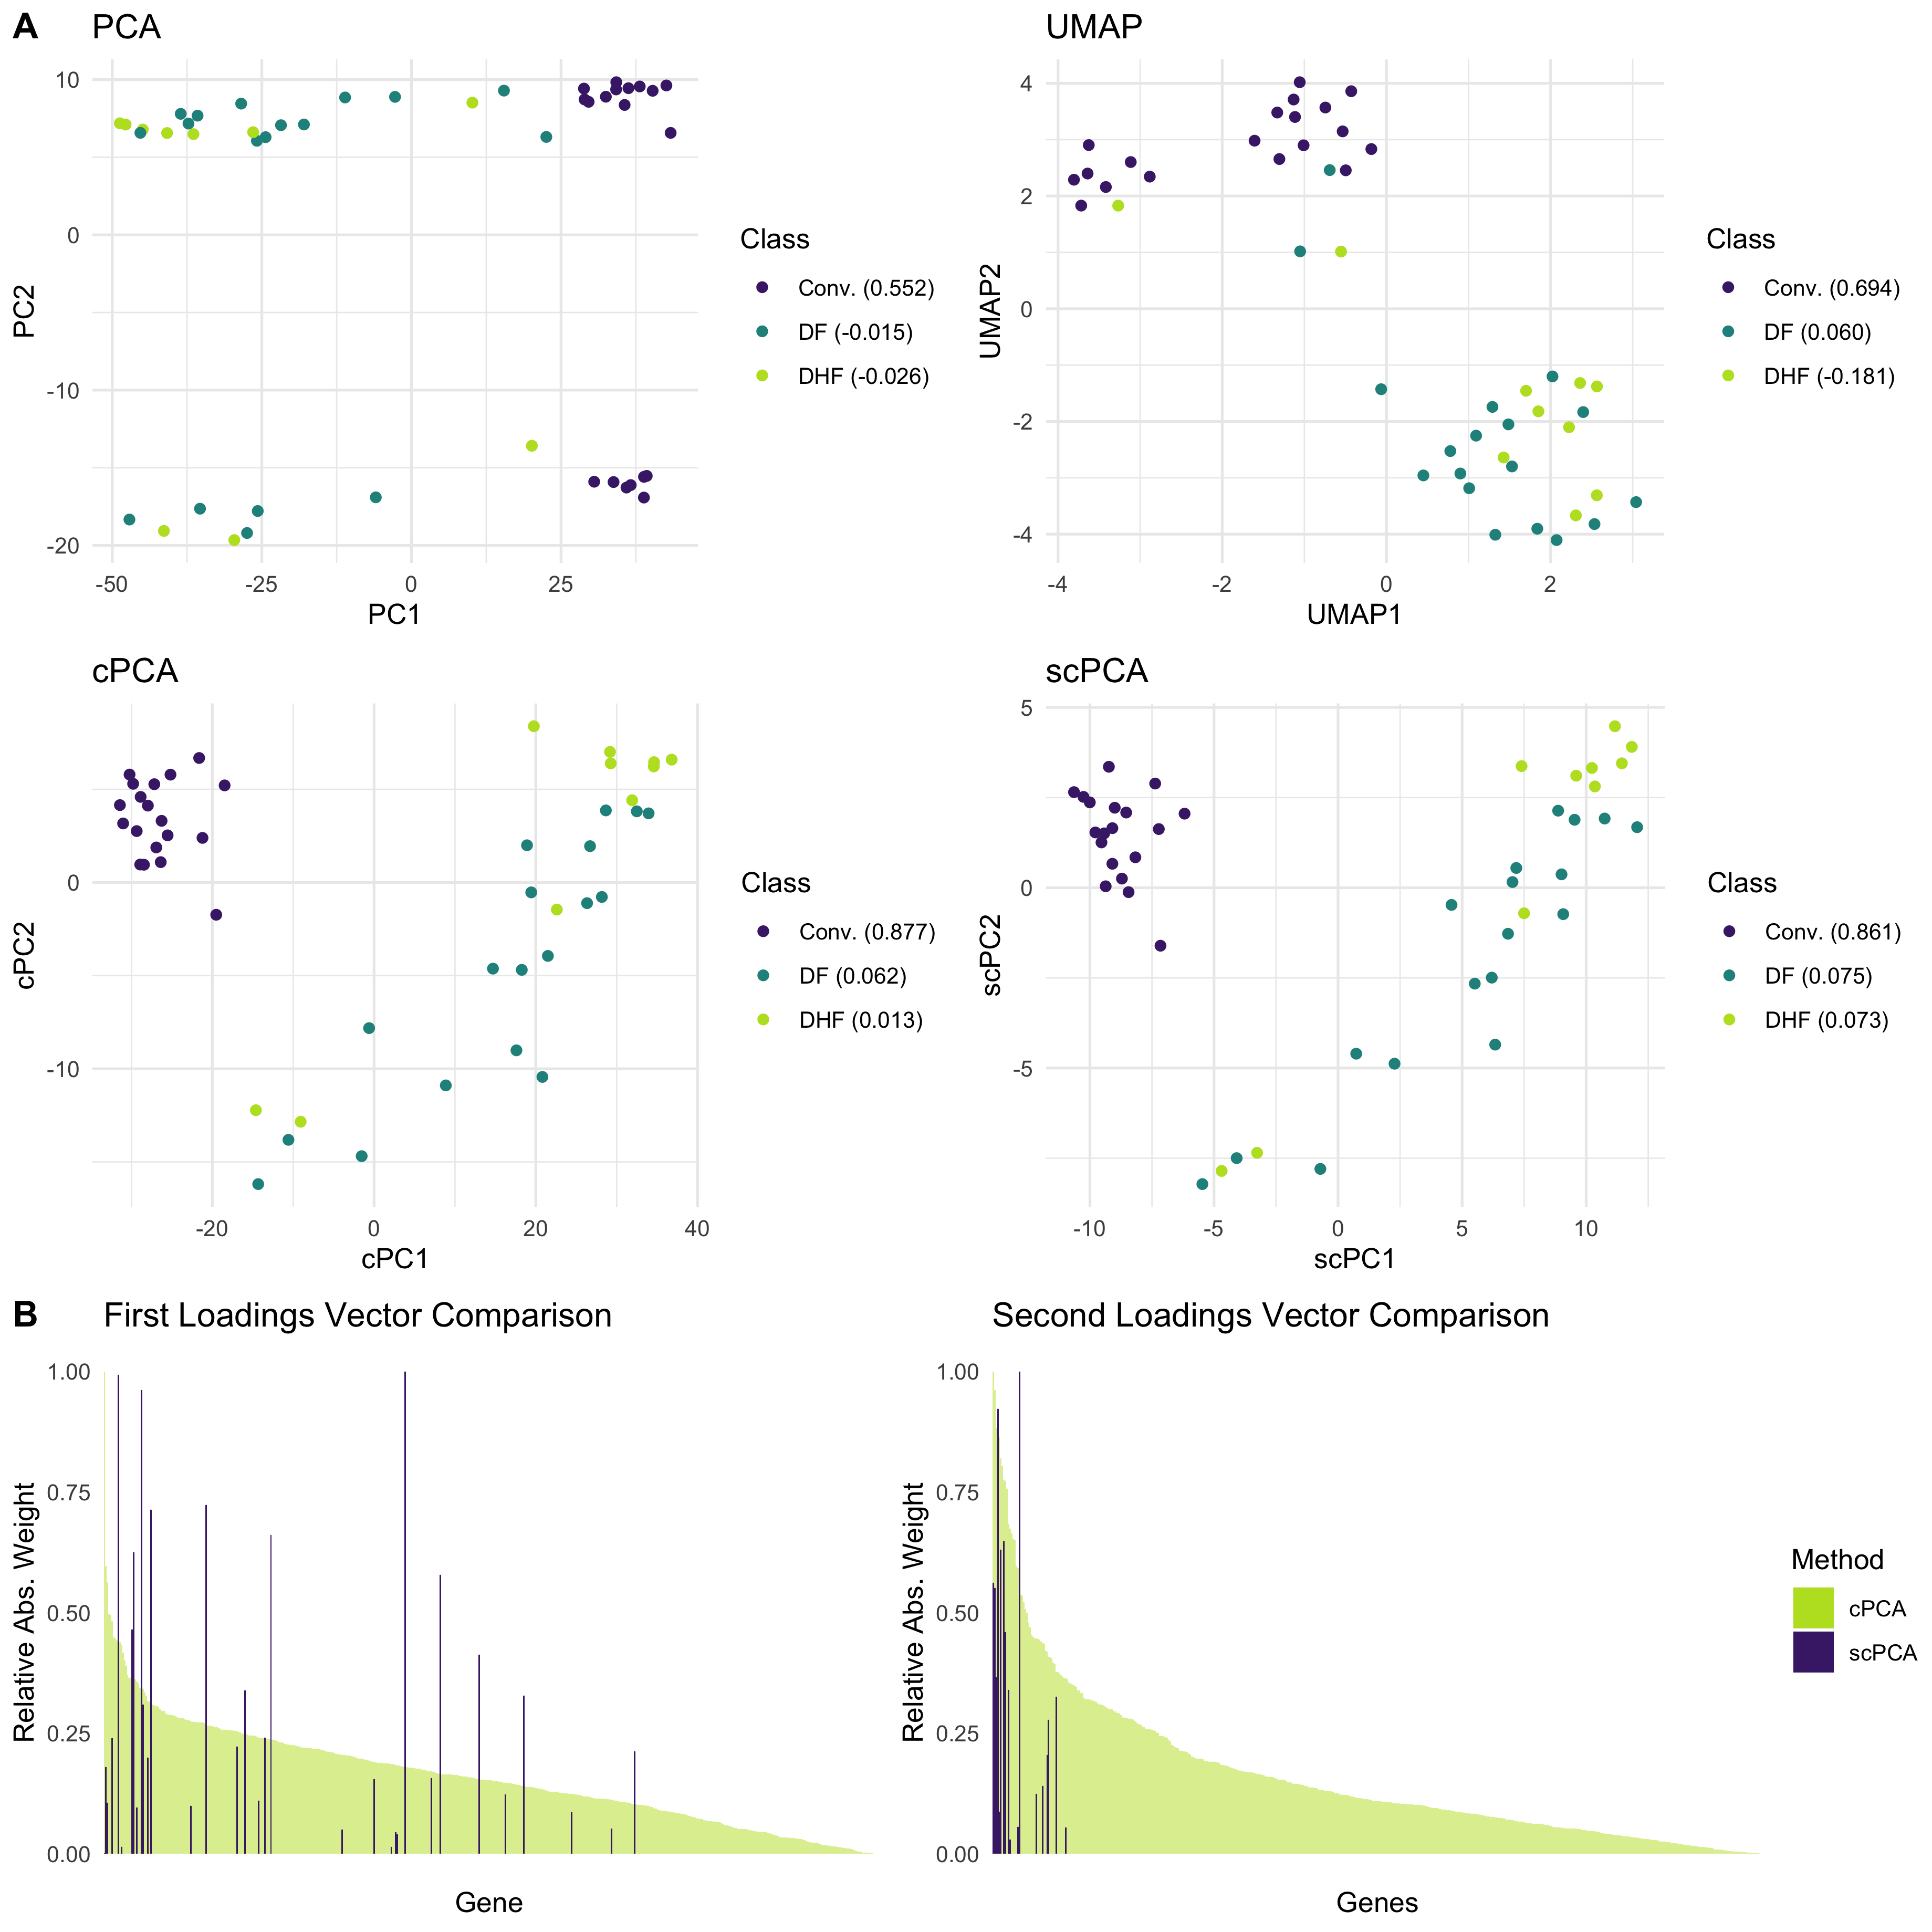 A
PCA
10
0
-10
-20
PC2
-50 -25 0 25
PC1
Class
Conv. (0.552)
DF (-0.015)
DHF (-0.026)
UMAP
4
2
0
-2
-4
UMAP2
-4 -2 0 2
UMAP1
Class
Conv. (0.694)
DF (0.060)
DHF (-0.181)
cPCA
0
-10
cPC2
-20 0 20 40
cPC1
Class
Conv. (0.877)
DF (0.062)
DHF (0.013)
scPCA
5
0
-5
scPC2
-10 -5 0 5 10
scPC1
Class
Conv. (0.861)
DF (0.075)
DHF (0.073)
B
First Loadings Vector Comparison
1.00
0.75
0.50
0.25
0.00
Relative Abs. Weight
Gene
Second Loadings Vector Comparison
1.00
0.75
0.50
0.25
0.00
Relative Abs. Weight
Genes
Method
cPCA
scPCA